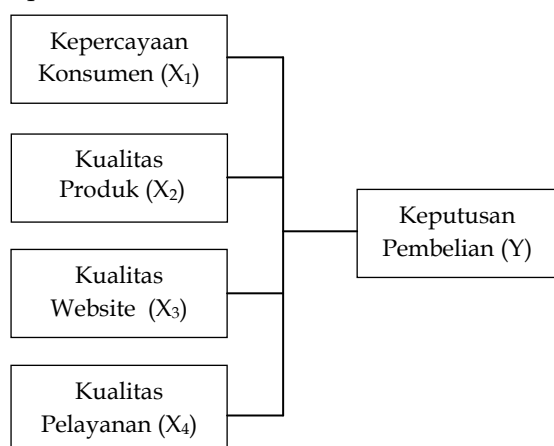 Kepercayaan
Konsumen (X₁)
Kualitas
Produk (X₂)
Kualitas
Website (X₃)
Kualitas
Pelayanan (X₄)
Keputusan
Pembelian (Y)